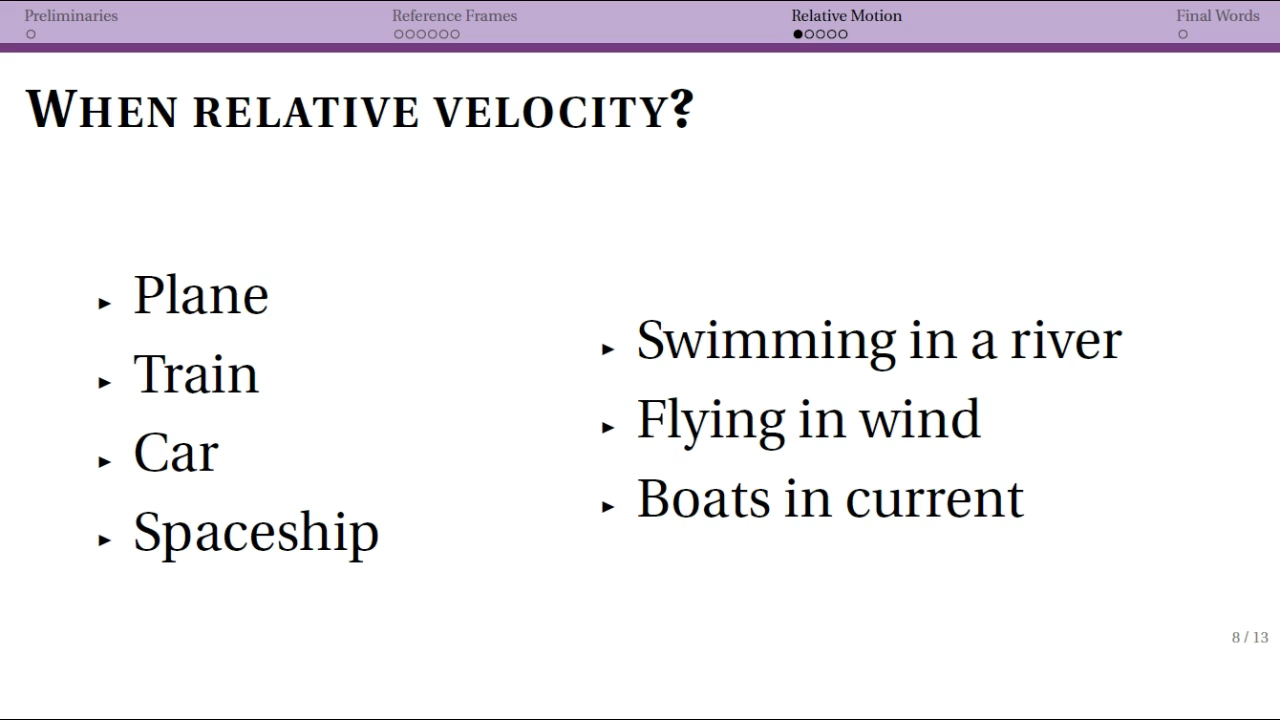 Preliminaries
Reference Frames
Relative Motion
Final Words
WHEN RELATIVE VELOCITY?
► Plane
► Train
► Car
► Spaceship
► Swimming in a river
► Flying in wind
► Boats in current
8 / 13